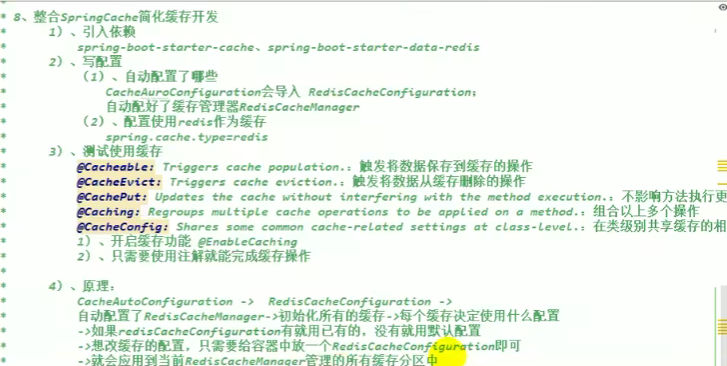 * 8、整合SpringCache简化缓存开发
* 1）、引入依赖
* spring-boot-starter-cache、spring-boot-starter-data-redis
* 2）、写配置
* （1）、自动配置了哪些
* CacheAuroConfiguration会导入 RedisCacheConfiguration；
* 自动配好了缓存管理器RedisCacheManager
* （2）、配置使用redis作为缓存
* spring.cache.type=redis
* 3）、测试使用缓存
* @Cacheable: Triggers cache population.：触发将数据保存到缓存的操作
* @CacheEvict: Triggers cache eviction.：触发将数据从缓存删除的操作
* @CachePut: Updates the cache without interfering with the method execution.：不影响方法执行更
* @Caching: Regroups multiple cache operations to be applied on a method.：组合以上多个操作
* @CacheConfig: Shares some common cache-related settings at class-level.：在类级别共享缓存的相
* 1）、开启缓存功能 @EnableCaching
* 2）、只需要使用注解就能完成缓存操作
*
* 4）、原理：
* CacheAutoConfiguration -> RedisCacheConfiguration ->
* 自动配置了RedisCacheManager->初始化所有的缓存->每个缓存决定使用什么配置
* ->如果redisCacheConfiguration有就用已有的，没有就用默认配置
* ->想改缓存的配置，只需要给容器中放一个RedisCacheConfiguration即可
* ->就会应用到当前RedisCacheManager管理的所有缓存分区中